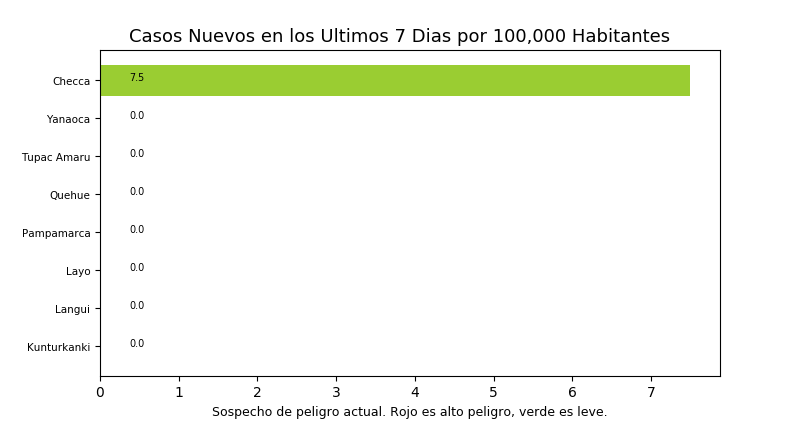 Casos Nuevos en los Ultimos 7 Dias por 100,000 Habitantes
Checca 7.5
Yanaoca 0.0
Tupac Amaru 0.0
Quehue 0.0
Pampamarca 0.0
Layo 0.0
Langui 0.0
Kunturkanki 0.0
0 1 2 3 4 5 6 7
Sospecho de peligro actual. Rojo es alto peligro, verde es leve.